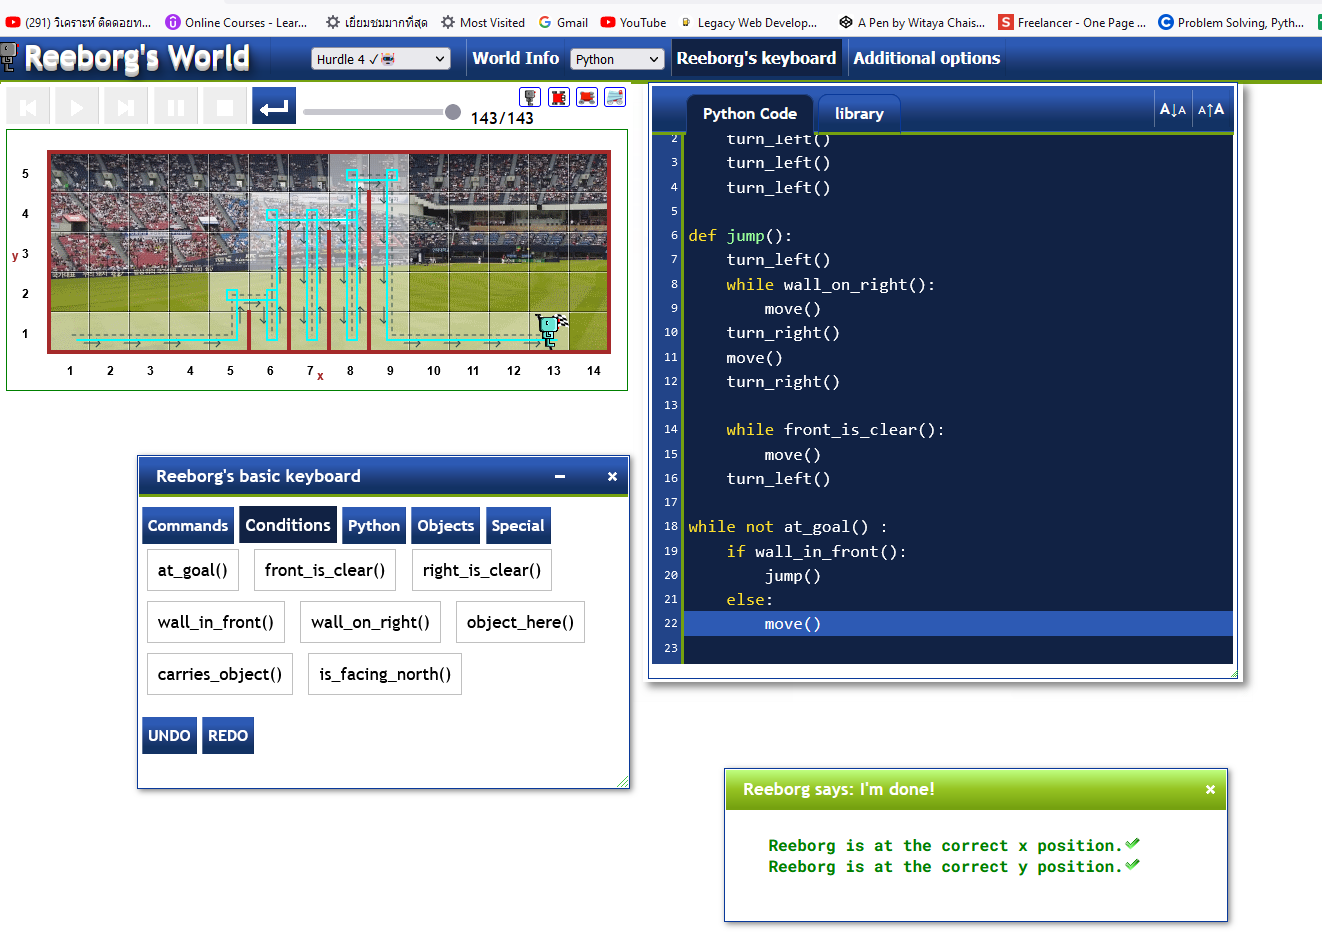 (291) วิเคราะห์ ติดดอยท...
Online Courses - Lear...
เยี่ยมชมมากที่สุด
Most Visited
Gmail
YouTube
Legacy Web Develop...
A Pen by Witaya Chais...
Freelancer - One Page ...
Problem Solving, Pyth...
Reeborg's World
Hurdle 4 ✓
World Info
Python
Reeborg's keyboard
Additional options
143/143
Python Code
library
A↓A
A↑A
5
4
y 3
2
1
1 2 3 4 5 6 7 8 9 10 11 12 13 14
x
2 turn_left()
3 turn_left()
4 turn_left()
5
6 def jump():
7 turn_left()
8 while wall_on_right():
9 move()
10 turn_right()
11 move()
12 turn_right()
13
14 while front_is_clear():
15 move()
16 turn_left()
17
18 while not at_goal() :
19 if wall_in_front():
20 jump()
21 else:
22 move()
23
Reeborg's basic keyboard
Commands Conditions Python Objects Special
at_goal() front_is_clear() right_is_clear()
wall_in_front() wall_on_right() object_here()
carries_object() is_facing_north()
UNDO REDO
Reeborg says: I'm done!
Reeborg is at the correct x position.
Reeborg is at the correct y position.